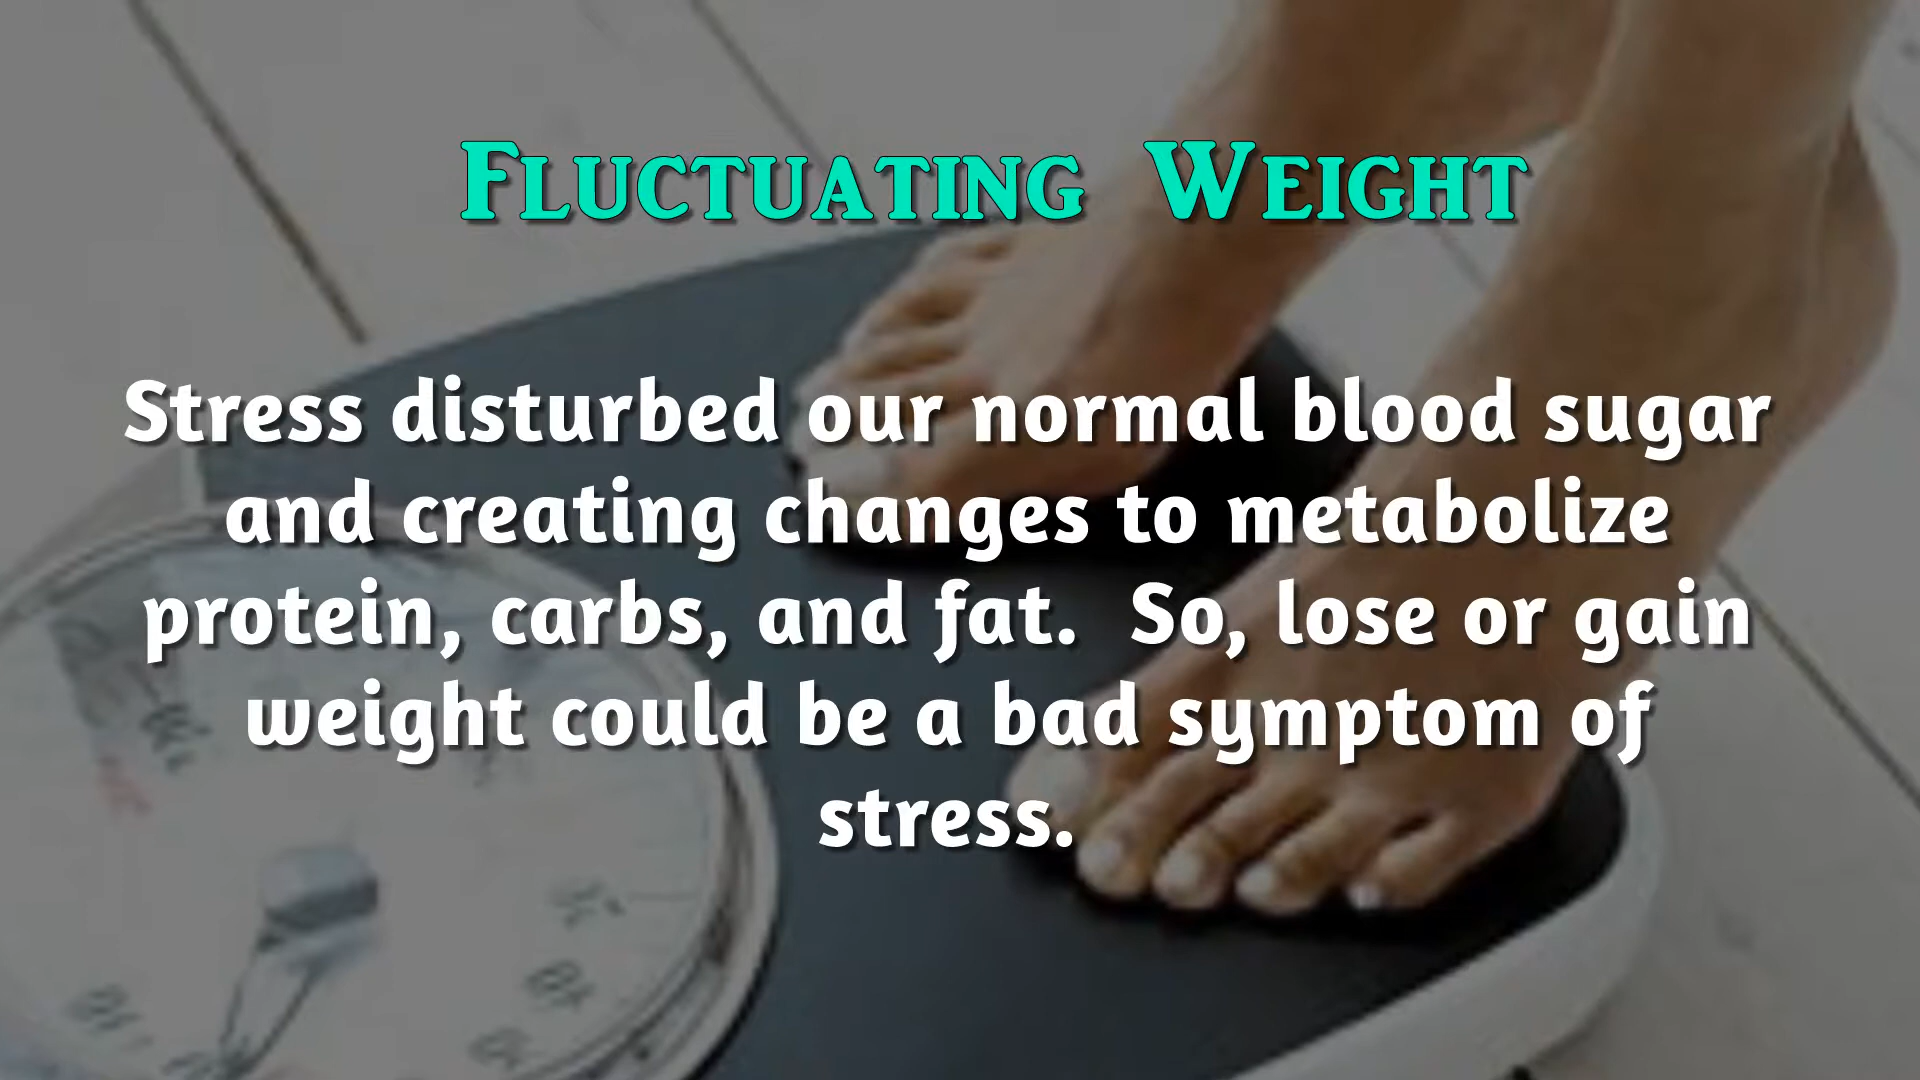 Fluctuating Weight
Stress disturbed our normal blood sugar
and creating changes to metabolize
protein, carbs, and fat. So, lose or gain
weight could be a bad symptom of
stress.